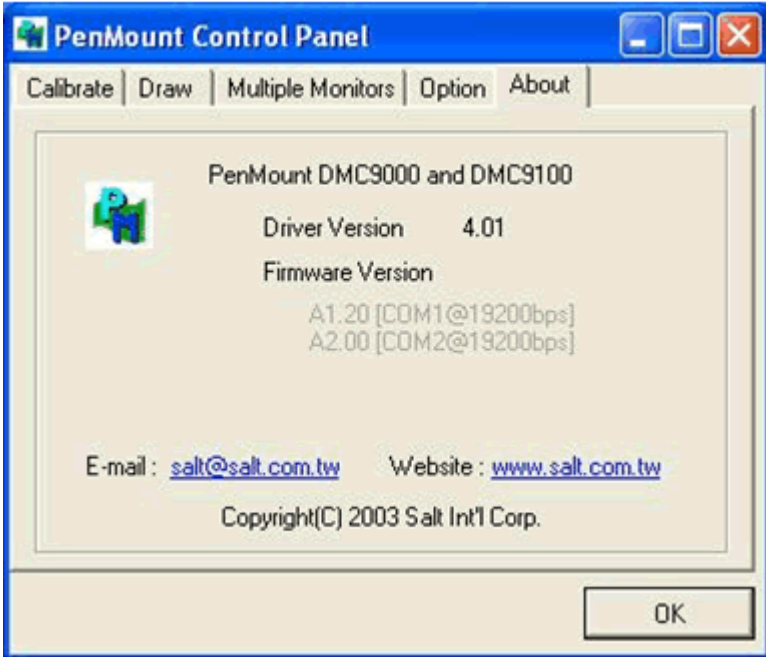 PenMount Control Panel
Calibrate Draw Multiple Monitors Option About
PM
PenMount DMC9000 and DMC9100
Driver Version 4.01
Firmware Version
A1.20 [COM1@19200bps]
A2.00 [COM2@19200bps]
E-mail : salt@salt.com.tw Website : www.salt.com.tw
Copyright(C) 2003 Salt Int'l Corp.
OK